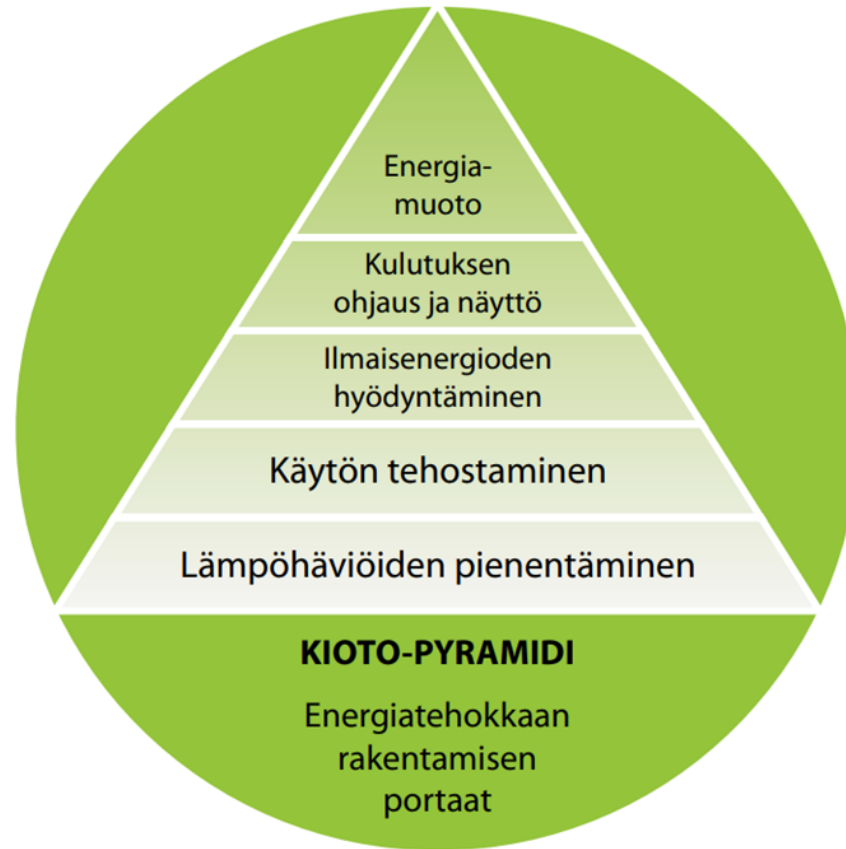 Energia-
muoto
Kulutuksen
ohjaus ja näyttö
Ilmaisenergioden
hyödyntäminen
Käytön tehostaminen
Lämpöhäviöiden pienentäminen
KIOTO-PYRAMIDI
Energiatehokkaan
rakentamisen
portaat